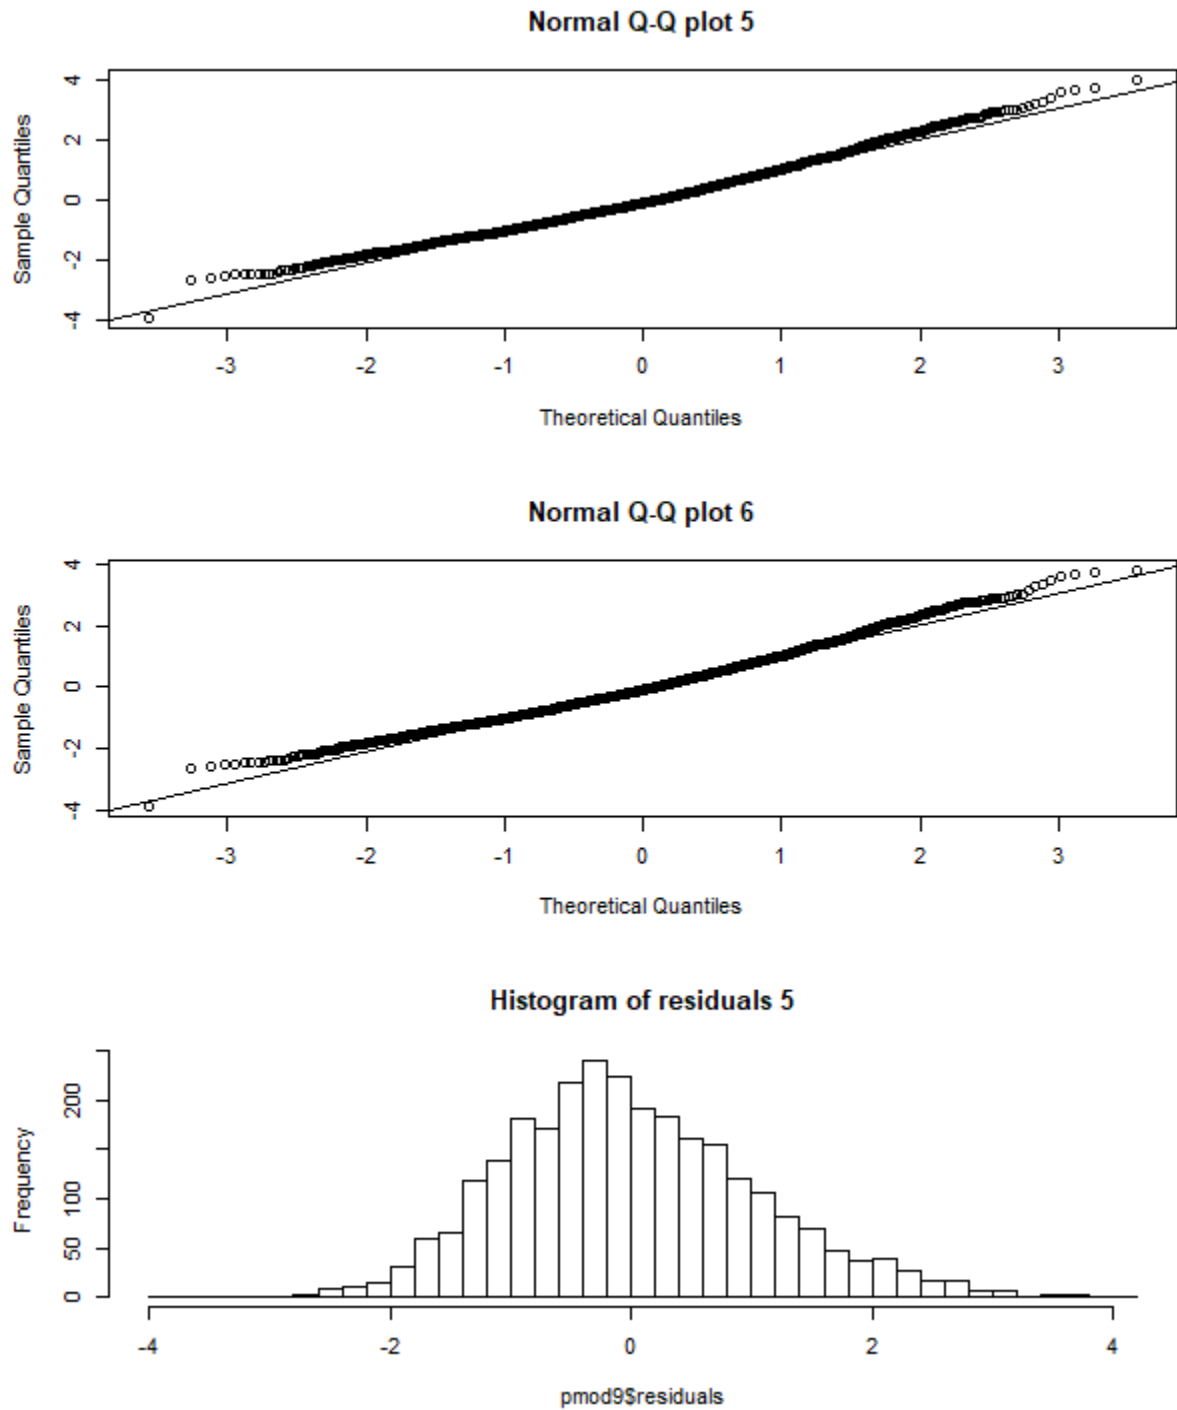 Normal Q-Q plot 5
Sample Quantiles
4
2
0
-2
-4
-3 -2 -1 0 1 2 3
Theoretical Quantiles
Normal Q-Q plot 6
Sample Quantiles
4
2
0
-2
-4
-3 -2 -1 0 1 2 3
Theoretical Quantiles
Histogram of residuals 5
Frequency
200
100
50
0
-4 -2 0 2 4
pmod9$residuals